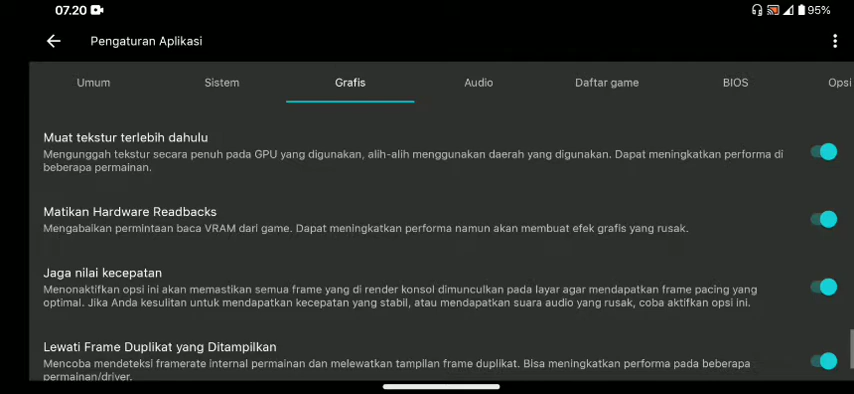 07.20
95%
Pengaturan Aplikasi
Umum
Sistem
Grafis
Audio
Daftar game
BIOS
Opsi
Muat tekstur terlebih dahulu
Mengunggah tekstur secara penuh pada GPU yang digunakan, alih-alih menggunakan daerah yang digunakan. Dapat meningkatkan performa di
beberapa permainan.
Matikan Hardware Readbacks
Mengabaikan permintaan baca VRAM dari game. Dapat meningkatkan performa namun akan membuat efek grafis yang rusak.
Jaga nilai kecepatan
Menonaktifkan opsi ini akan memastikan semua frame yang di render konsol dimunculkan pada layar agar mendapatkan frame pacing yang
optimal. Jika Anda kesulitan untuk mendapatkan kecepatan yang stabil, atau mendapatkan suara audio yang rusak, coba aktifkan opsi ini.
Lewati Frame Duplikat yang Ditampilkan
Mencoba mendeteksi framerate internal permainan dan melewatkan tampilan frame duplikat. Bisa meningkatkan performa pada beberapa
permainan/driver.